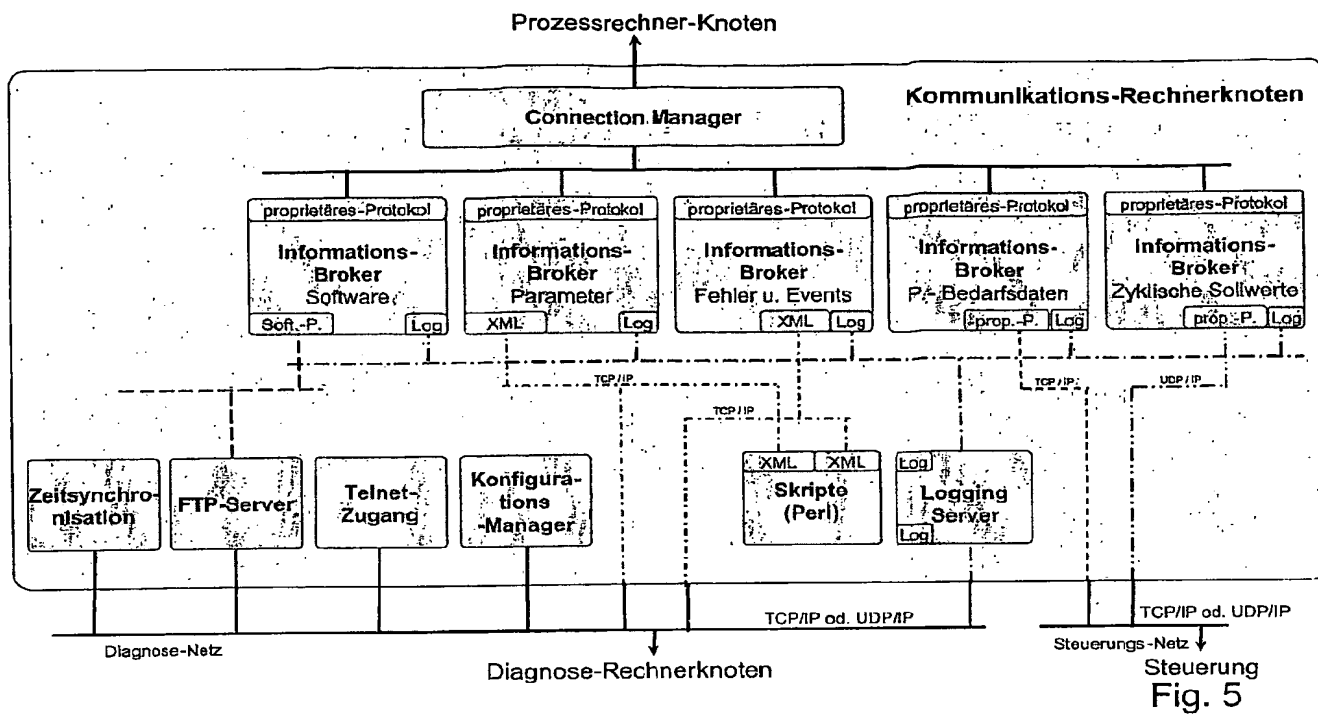 Prozessrechner-Knoten
Kommunikations-Rechnerknoten
Connection Manager
proprietäres-Protokol
Informations-
Broker
Software
Soft.-P.
Log
proprietäres-Protokol
Informations-
Broker
Parameter
XML
Log
proprietäres-Protokol
Informations-
Broker
Fehler u. Events
XML
Log
proprietäres-Protokol
Informations-
Broker
P.- Bedarfsdaten
prop.-P.
Log
proprietäres-Protokol
Informations-
Broker
Zyklische Sollwerte
prop.-P.
Log
TCP/IP
TCP/IP
TCP/IP
UDP/IP
Zeitsynchro-
nisation
FTP-Server
Telnet-
Zugang
Konfigura-
tions
-Manager
XML
XML
Skripte
(Perl)
Log
Logging
Server
Log
TCP/IP od. UDP/IP
TCP/IP od. UDP/IP
Diagnose-Netz
Diagnose-Rechnerknoten
Steuerungs-Netz
Steuerung
Fig. 5